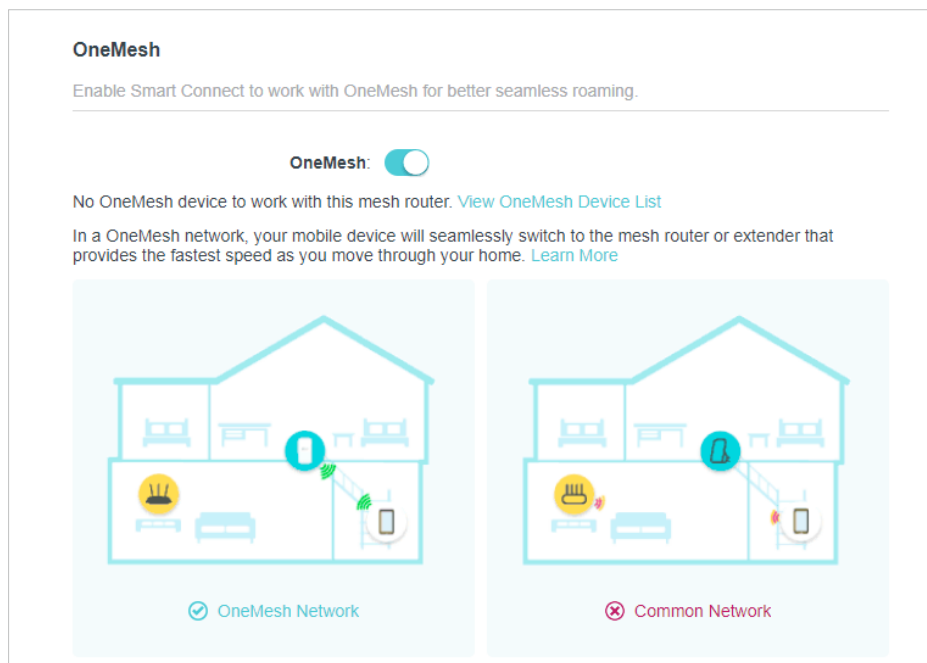 OneMesh
Enable Smart Connect to work with OneMesh for better seamless roaming.
OneMesh:
No OneMesh device to work with this mesh router. View OneMesh Device List
In a OneMesh network, your mobile device will seamlessly switch to the mesh router or extender that
provides the fastest speed as you move through your home. Learn More
OneMesh Network
Common Network